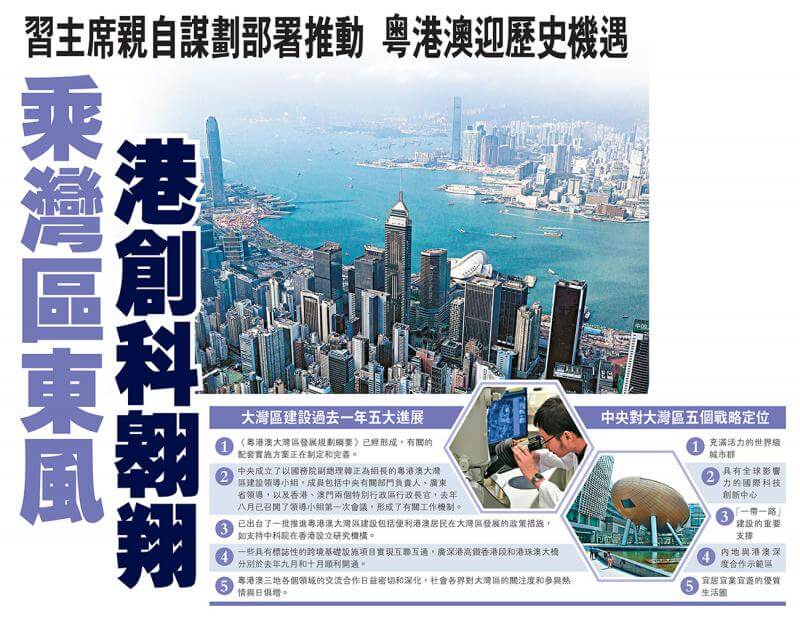 習主席親自謀劃部署推動 粵港澳迎歷史機遇
乘灣區東風
港創科翱翔
大灣區建設過去一年五大進展
1 《粵港澳大灣區發展規劃綱要》已經形成，有關的
配套實施方案正在制定和完善。
2 中央成立了以國務院副總理韓正為組長的粵港澳大灣
區建設領導小組，成員包括中央有關部門負責人、廣東
省領導，以及香港、澳門兩個特別行政區行政長官，去年
八月已召開了領導小組第一次會議，形成了有關工作機制。
3 已出台了一批推進粵港澳大灣區建設包括便利港澳居民在大灣區發展的政策措施，
如支持中科院在香港設立研究機構。
4 一些具有標誌性的跨境基礎設施項目實現互聯互通，廣深港高鐵香港段和港珠澳大橋
分別於去年九月和十月順利開通。
5 粵港澳三地各個領域的交流合作日益密切和深化，社會各界對大灣區的關注度和參與熱
情與日俱增。
中央對大灣區五個戰略定位
1 充滿活力的世界級
城市群
2 具有全球影響
力的國際科技
創新中心
3 「一帶一路」
建設的重要
支撐
4 內地與港澳深
度合作示範區
5 宜居宜業宜遊的優質
生活圈